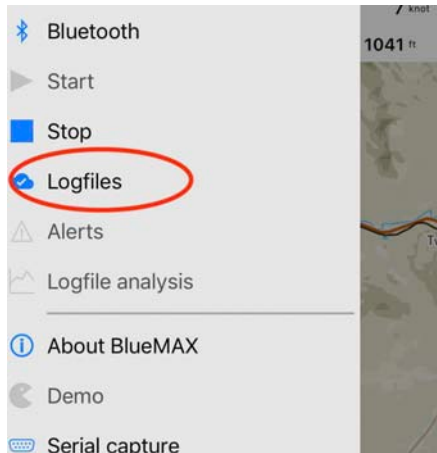 7 knot
Bluetooth
1041 ft
Start
Stop
Logfiles
Alerts
Logfile analysis
About BlueMAX
Demo
Serial capture